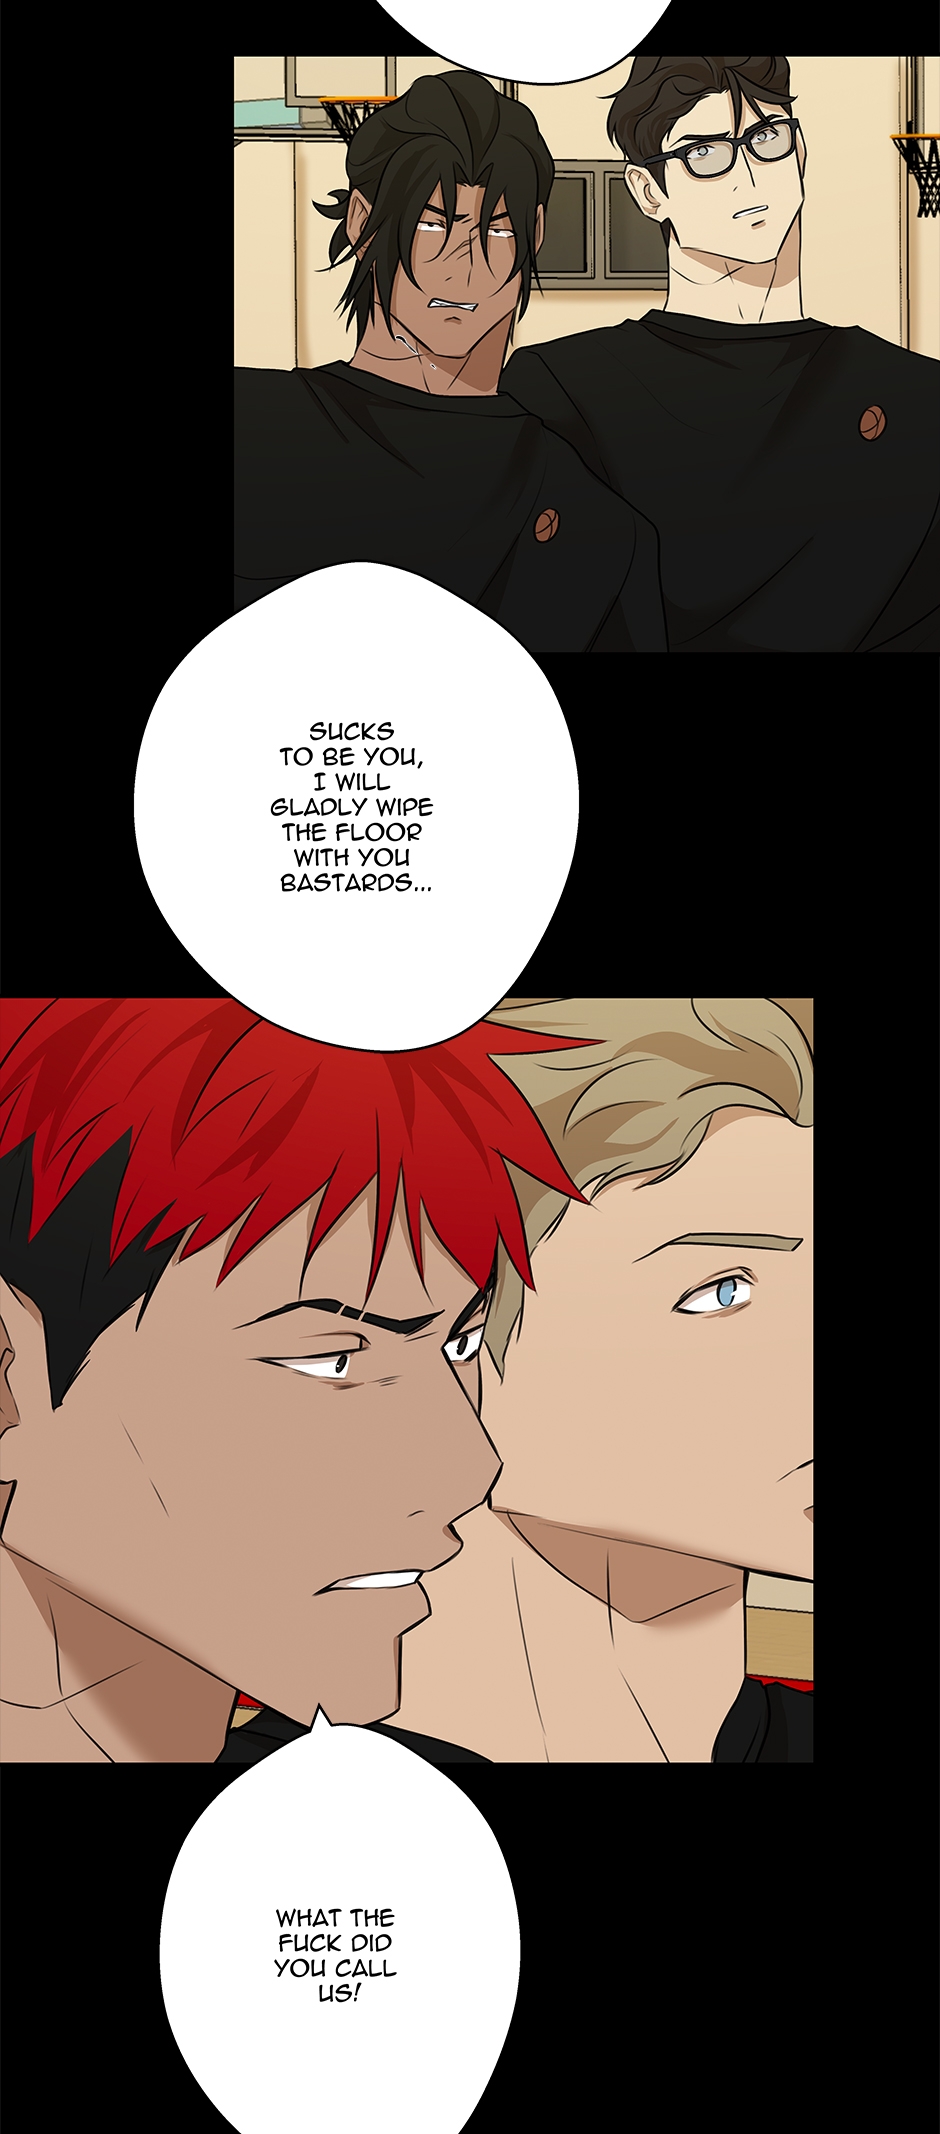 SUCKS
TO BE YOU,
I WILL
GLADLY WIPE
THE FLOOR
WITH YOU
BASTARDS...
WHAT THE
FUCK DID
YOU CALL
US!